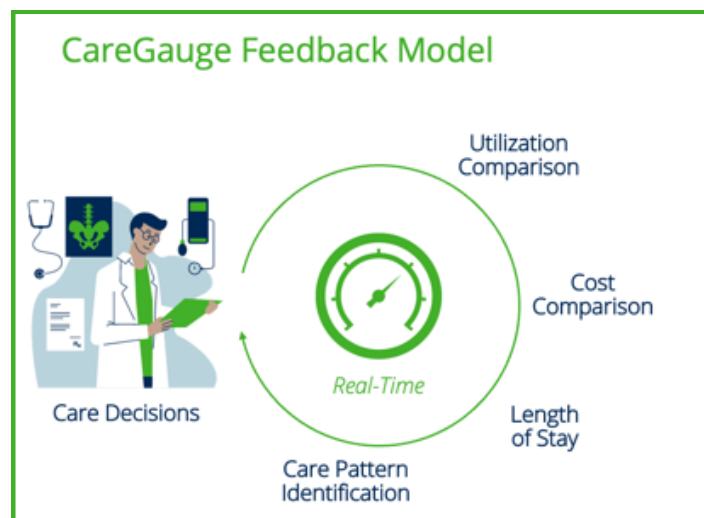 CareGauge Feedback Model
Utilization
Comparison
Cost
Comparison
Length
of Stay
Care Pattern
Identification
Care Decisions
Real-Time